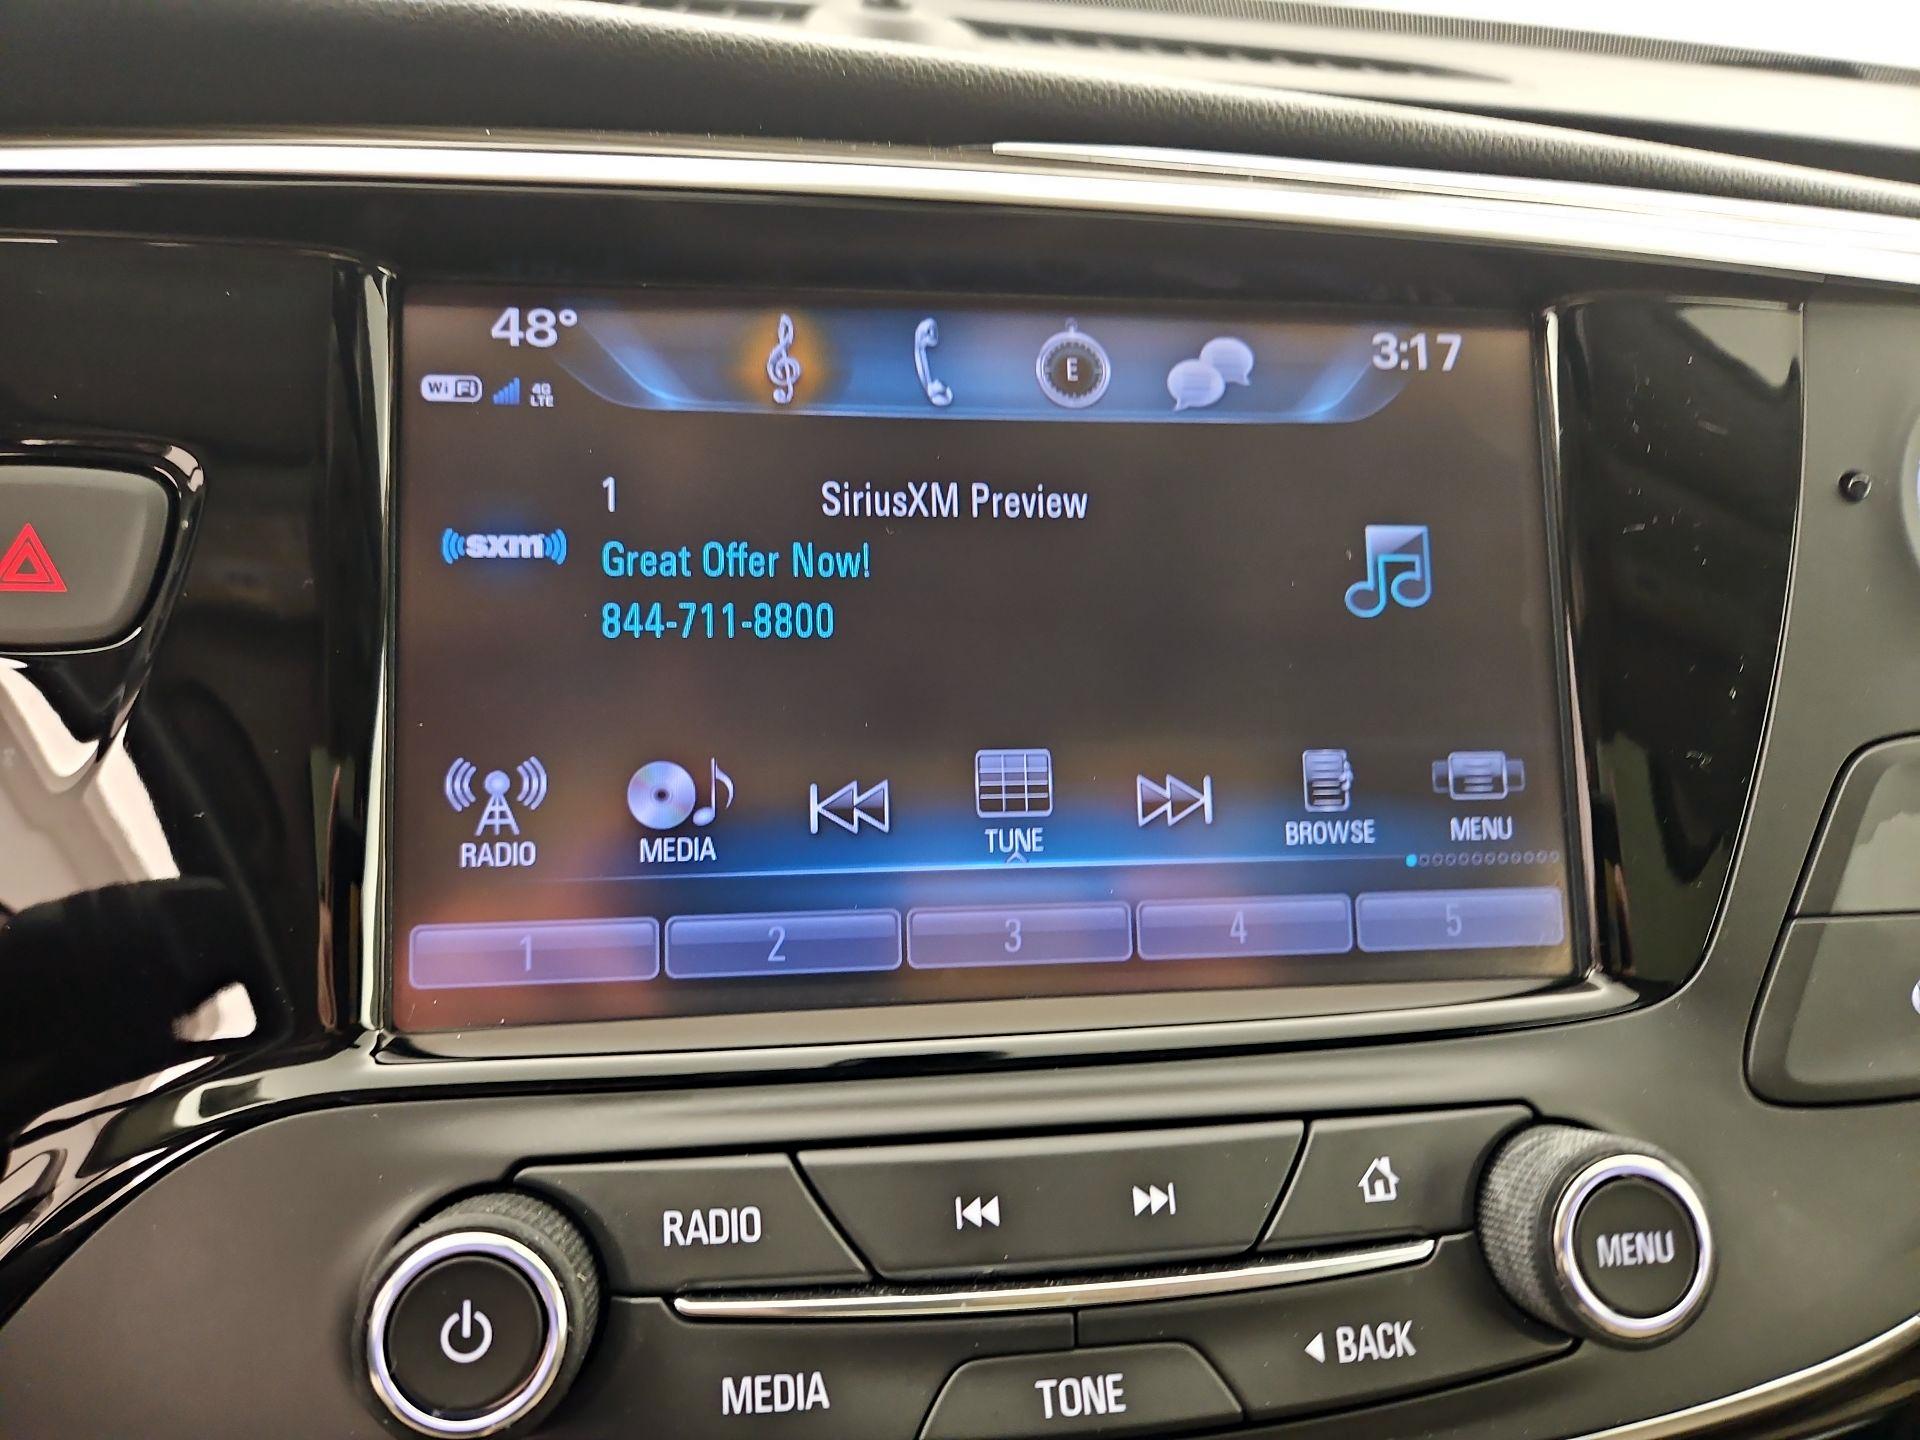 48°
3:17
WiFi
4G
LTE
E
1 SiriusXM Preview
((sxm))
Great Offer Now!
844-711-8800
RADIO
MEDIA
TUNE
BROWSE
MENU
1 2 3 4 5
RADIO
MENU
MEDIA
TONE
BACK